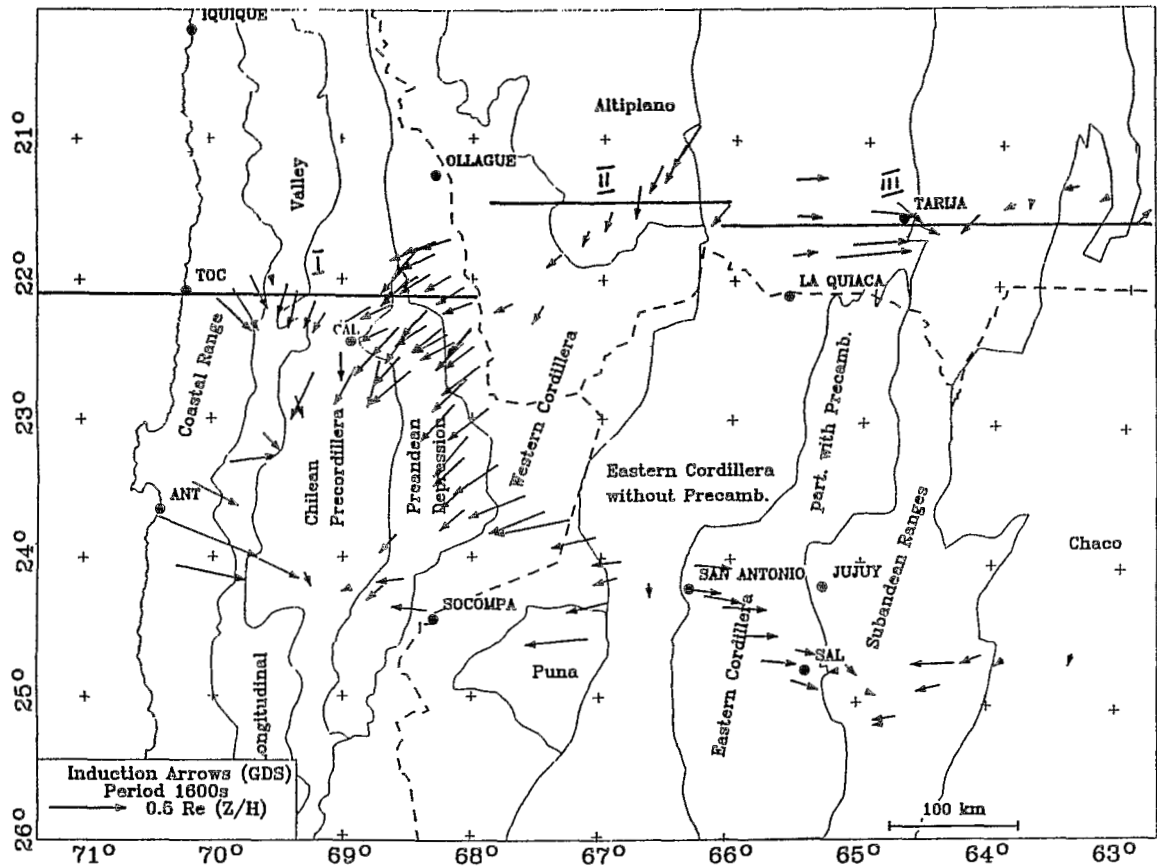 IQUIQUE
Altiplano
21°
OLLAGUE
Valley
II
III
TARIJA
I
22°
TOC
LA QUIACA
CAL
Coastal Range
Western Cordillera
part. with Precamb.
23°
Chilean
Precordillera
Preandean
Depression
Eastern Cordillera
without Precamb.
ANT
24°
Chaco
SAN ANTONIO
JUJUY
Subandean Ranges
SOCOMPA
Eastern Cordillera
SAL
Puna
25°
Longitudinal
Induction Arrows (GDS)
Period 1600s
0.5 Re (Z/H)
100 km
26°
71° 70° 69° 68° 67° 66° 65° 64° 63°